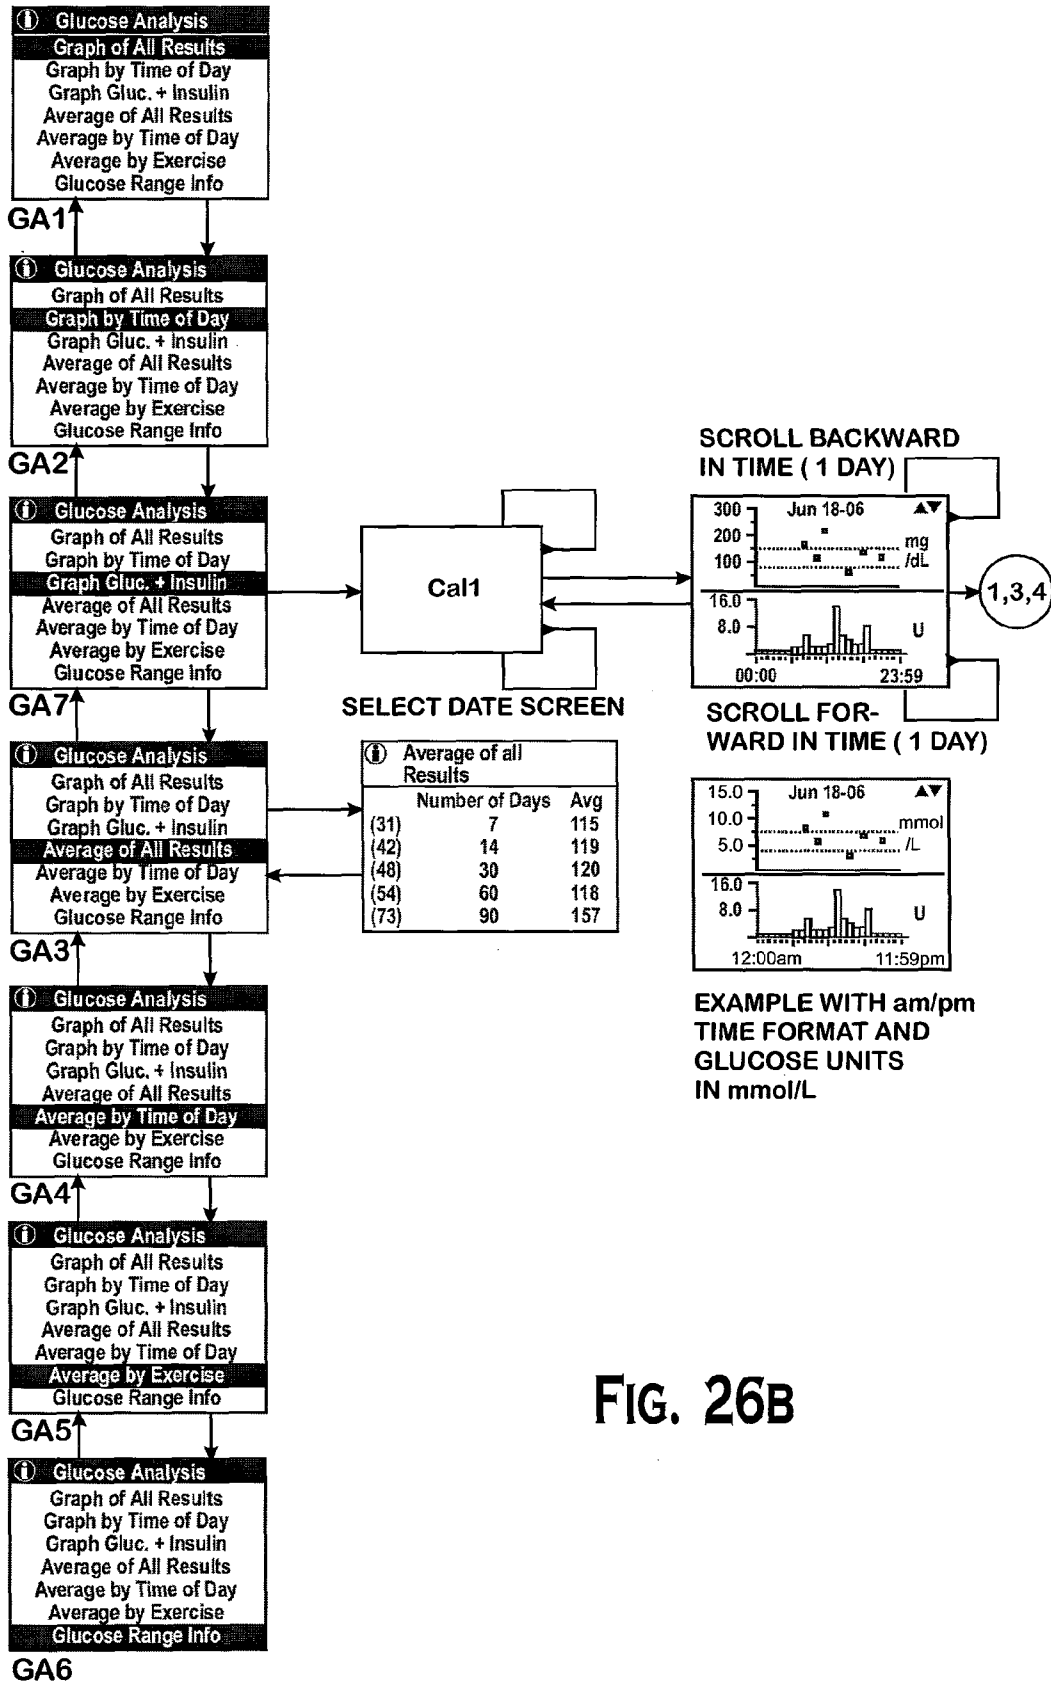 Glucose Analysis
Graph of All Results
Graph by Time of Day
Graph Gluc. + Insulin
Average of All Results
Average by Time of Day
Average by Exercise
Glucose Range Info
GA1
Glucose Analysis
Graph of All Results
Graph by Time of Day
Graph Gluc. + Insulin
Average of All Results
Average by Time of Day
Average by Exercise
Glucose Range Info
GA2
Glucose Analysis
Graph of All Results
Graph by Time of Day
Graph Gluc. + Insulin
Average of All Results
Average by Time of Day
Average by Exercise
Glucose Range Info
GA7
Cal1
SELECT DATE SCREEN
SCROLL BACKWARD
IN TIME ( 1 DAY)
300 Jun 18-06
200 mg
100 /dL
16.0
8.0 U
00:00 23:59
1,3,4
SCROLL FOR-
WARD IN TIME ( 1 DAY)
Glucose Analysis
Graph of All Results
Graph by Time of Day
Graph Gluc. + Insulin
Average of All Results
Average by Time of Day
Average by Exercise
Glucose Range Info
GA3
Average of all
Results
Number of Days Avg
(31) 7 115
(42) 14 119
(48) 30 120
(54) 60 118
(73) 90 157
15.0 Jun 18-06
10.0 mmol
5.0 /L
16.0
8.0 U
12:00am 11:59pm
EXAMPLE WITH am/pm
TIME FORMAT AND
GLUCOSE UNITS
IN mmol/L
Glucose Analysis
Graph of All Results
Graph by Time of Day
Graph Gluc. + Insulin
Average of All Results
Average by Time of Day
Average by Exercise
Glucose Range Info
GA4
Glucose Analysis
Graph of All Results
Graph by Time of Day
Graph Gluc. + Insulin
Average of All Results
Average by Time of Day
Average by Exercise
Glucose Range Info
GA5
Glucose Analysis
Graph of All Results
Graph by Time of Day
Graph Gluc. + Insulin
Average of All Results
Average by Time of Day
Average by Exercise
Glucose Range Info
GA6
FIG. 26B